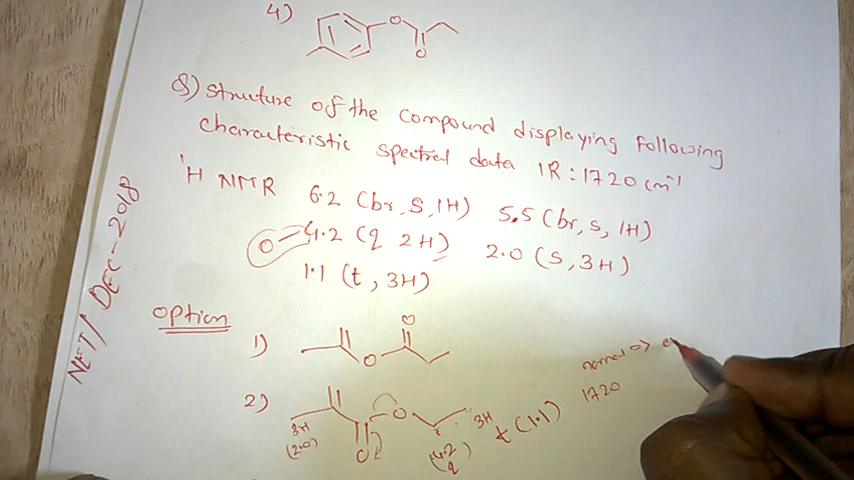 4)
O
O
Q) Structure of the compound displaying following
characteristic spectral data IR : 1720 cm⁻¹
¹H NMR 6.2 (br, s, 1H) 5.5 (br, s, 1H)
O 4.2 (q 2H) 2.0 (s, 3H)
1.1 (t, 3H)
NET / DEC - 2018
option
1) O O
2) O O
3H
(2.0)
(4.2
q)
3H t (1.1)
1720